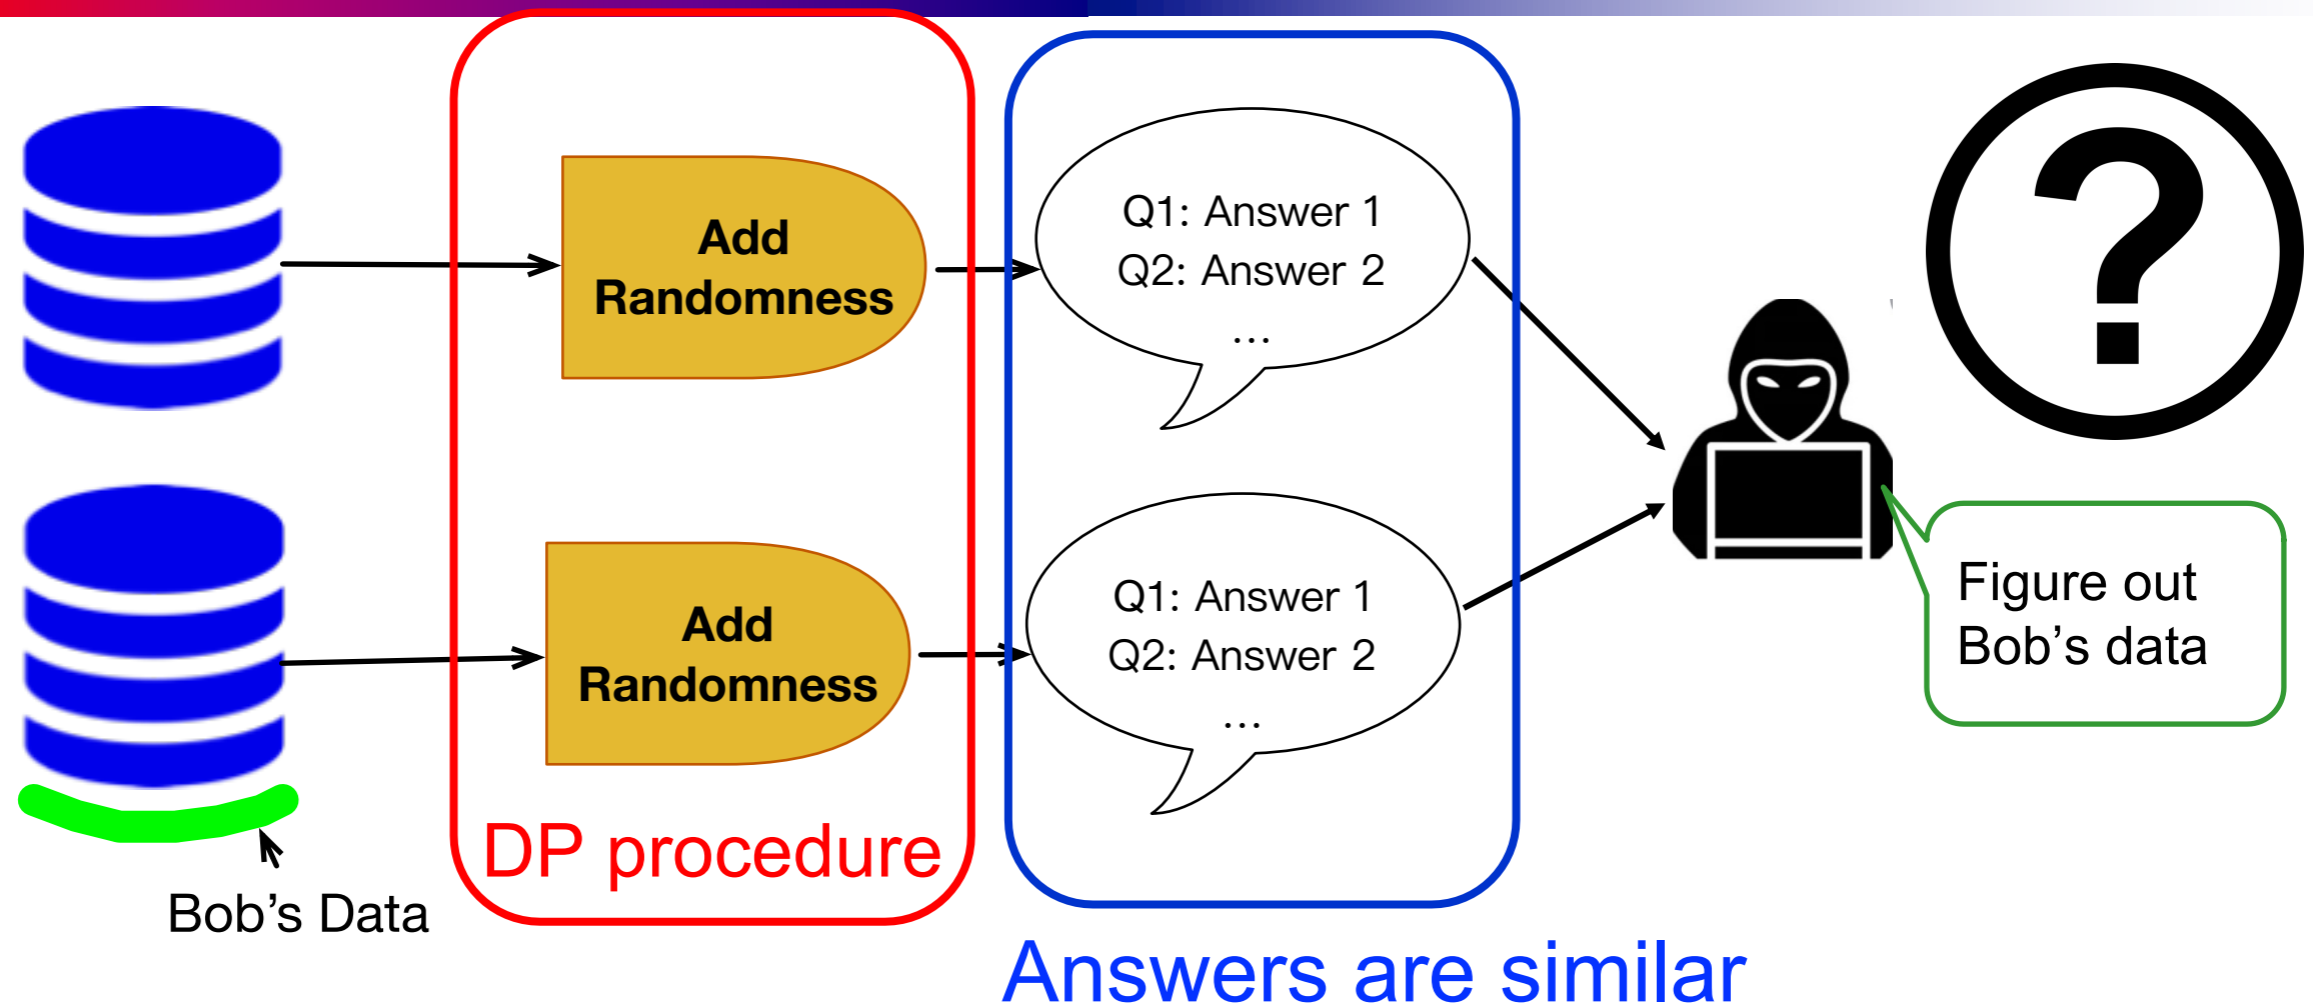 Add
Randomness
Q1: Answer 1
Q2: Answer 2
...
?
Add
Randomness
Q1: Answer 1
Q2: Answer 2
...
Figure out
Bob’s data
DP procedure
Bob’s Data
Answers are similar